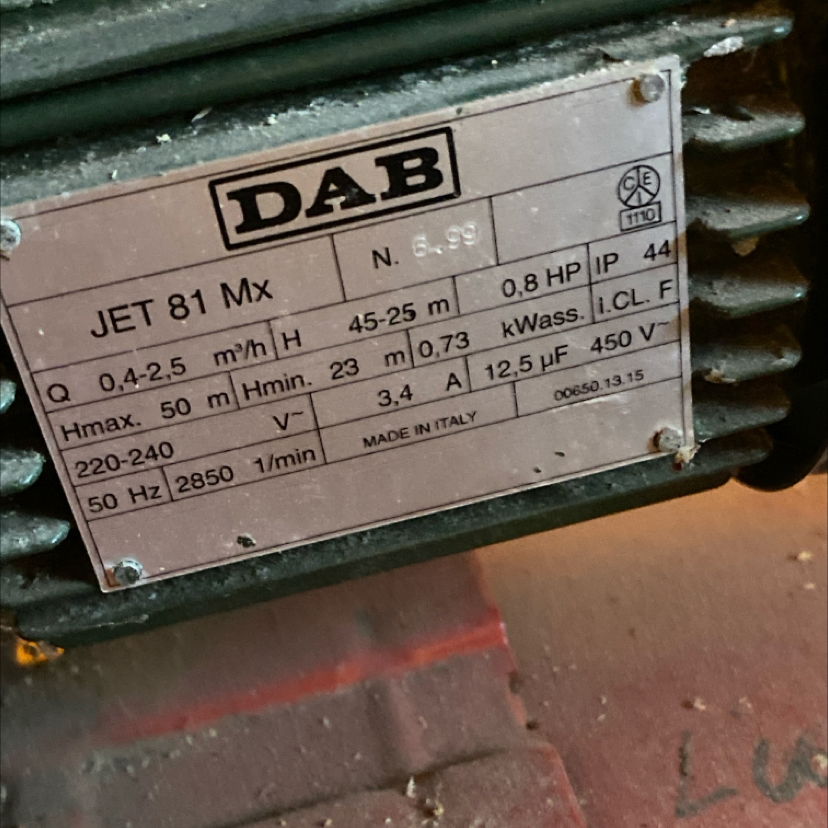 DAB
C E I
1110
JET 81 Mx N. 6.99
Q 0,4-2,5 m³/h H 45-25 m 0,8 HP IP 44
Hmax. 50 m Hmin. 23 m 0,73 kWass. i.CL. F
220-240 V~ 3,4 A 12,5 µF 450 V~
50 Hz 2850 1/min MADE IN ITALY 00650.13.15